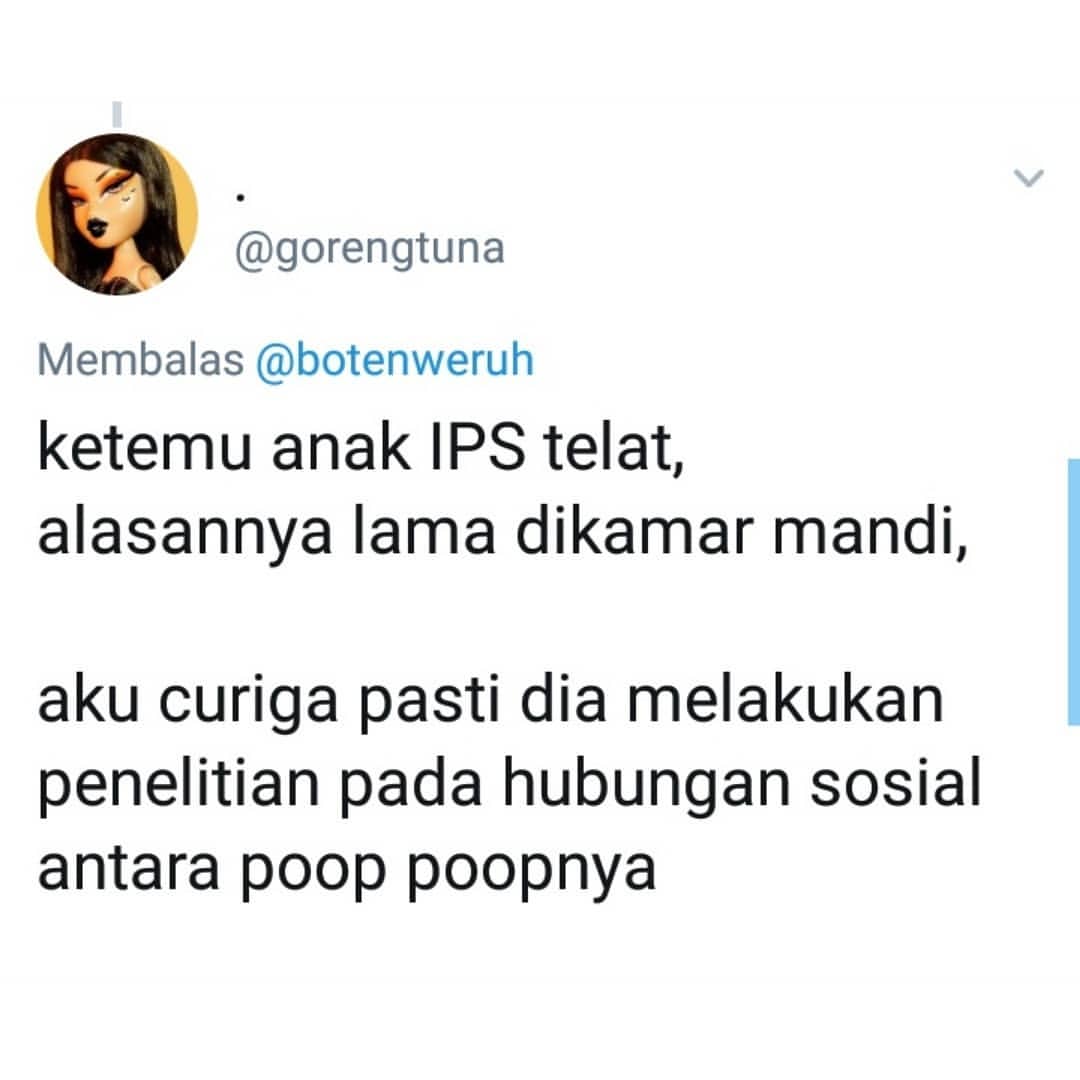 .
@gorengtuna
Membalas @botenweruh
ketemu anak IPS telat,
alasannya lama dikamar mandi,
aku curiga pasti dia melakukan
penelitian pada hubungan sosial
antara poop poopnya